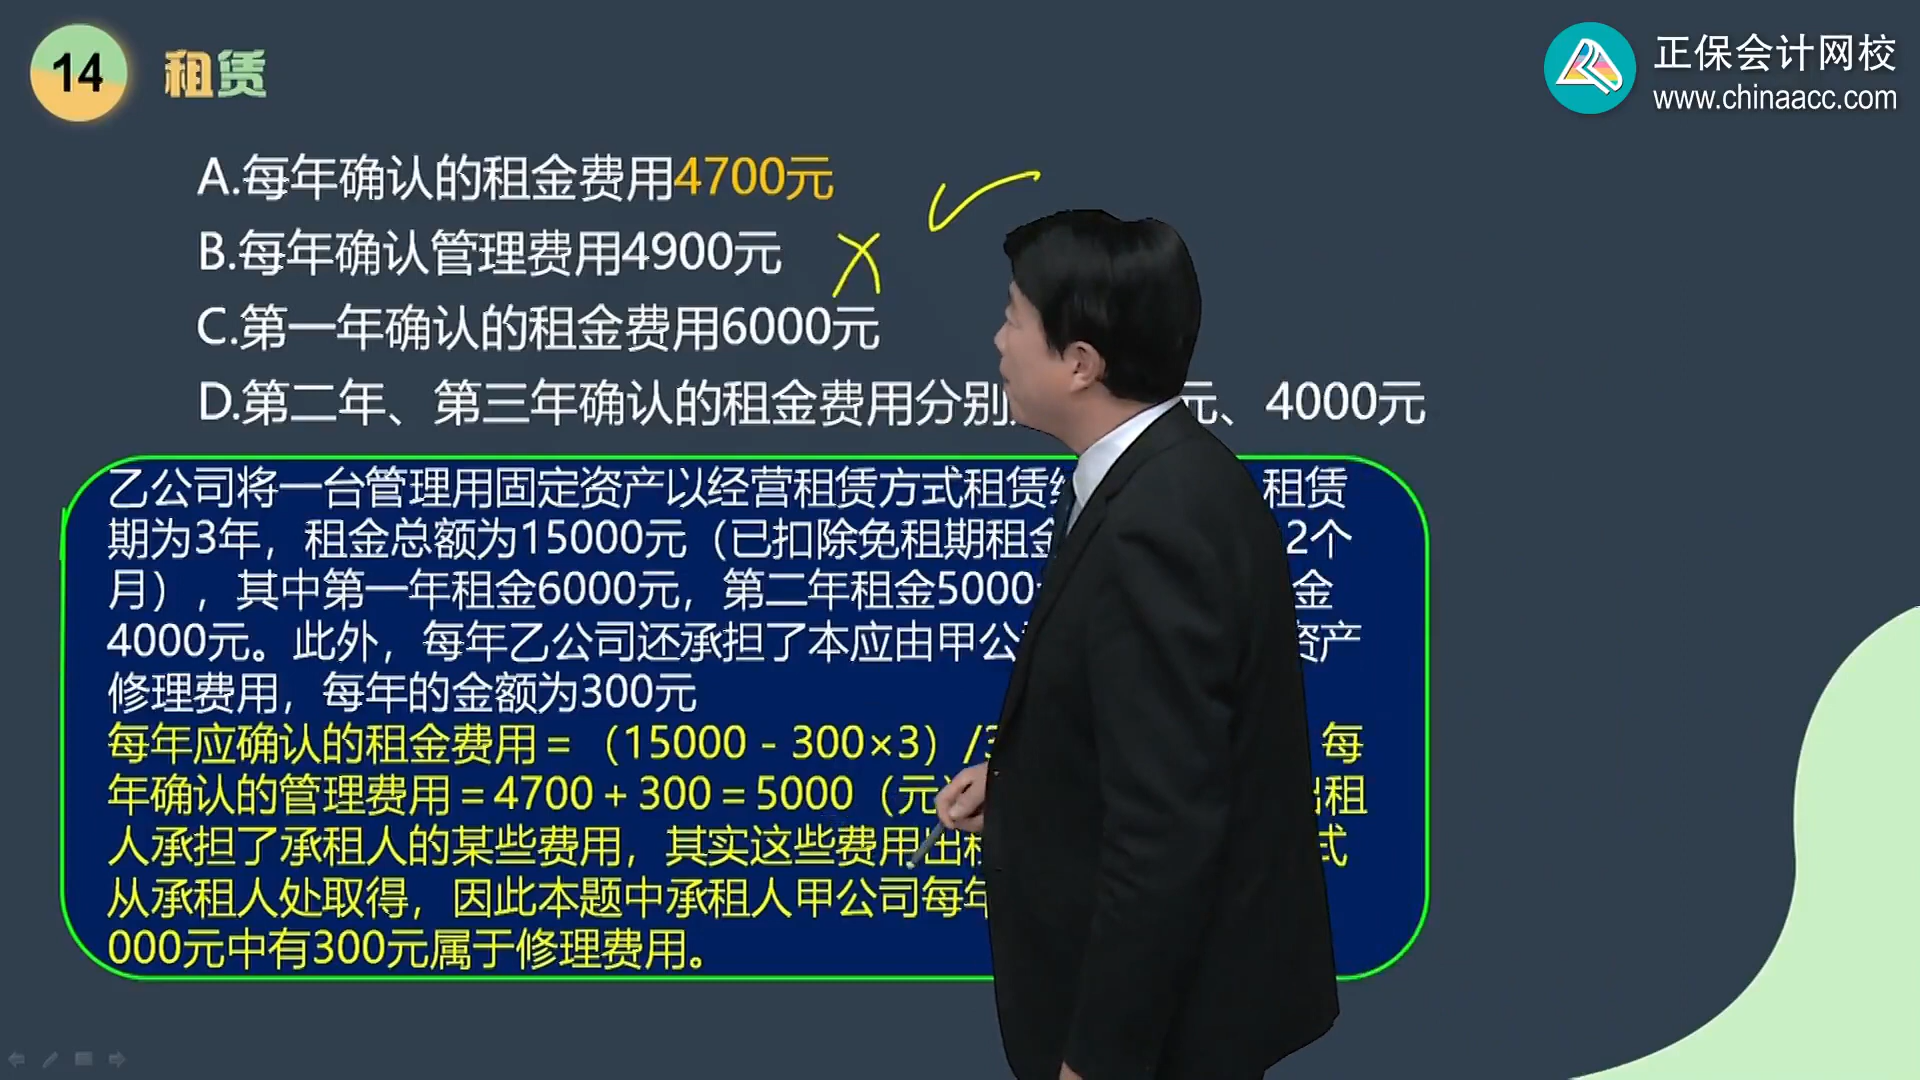 14 租赁
正保会计网校
www.chinaacc.com
A.每年确认的租金费用4700元
B.每年确认管理费用4900元
C.第一年确认的租金费用6000元
D.第二年、第三年确认的租金费用分别 元、4000元
乙公司将一台管理用固定资产以经营租赁方式租赁 租赁
期为3年，租金总额为15000元（已扣除免租期租金 2个
月），其中第一年租金6000元，第二年租金5000 金
4000元。此外，每年乙公司还承担了本应由甲公 资产
修理费用，每年的金额为300元
每年应确认的租金费用＝（15000－300×3）/3 每
年确认的管理费用＝4700＋300＝5000（元 出租
人承担了承租人的某些费用，其实这些费用出租 式
从承租人处取得，因此本题中承租人甲公司每年
000元中有300元属于修理费用。